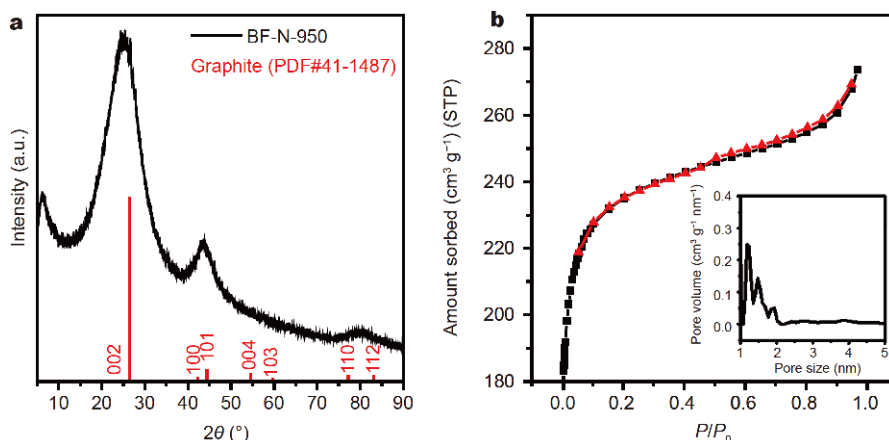 a
BF-N-950
Graphite (PDF#41-1487)
Intensity (a.u.)
002
100
101
004
103
110
112
10 20 30 40 50 60 70 80 90
2θ (°)
b
Amount sorbed (cm³ g⁻¹) (STP)
280
260
240
220
200
180
0.0 0.2 0.4 0.6 0.8 1.0
P/P₀
Pore volume (cm³ g⁻¹ nm⁻¹)
0.4
0.3
0.2
0.1
0.0
1 2 3 4 5
Pore size (nm)